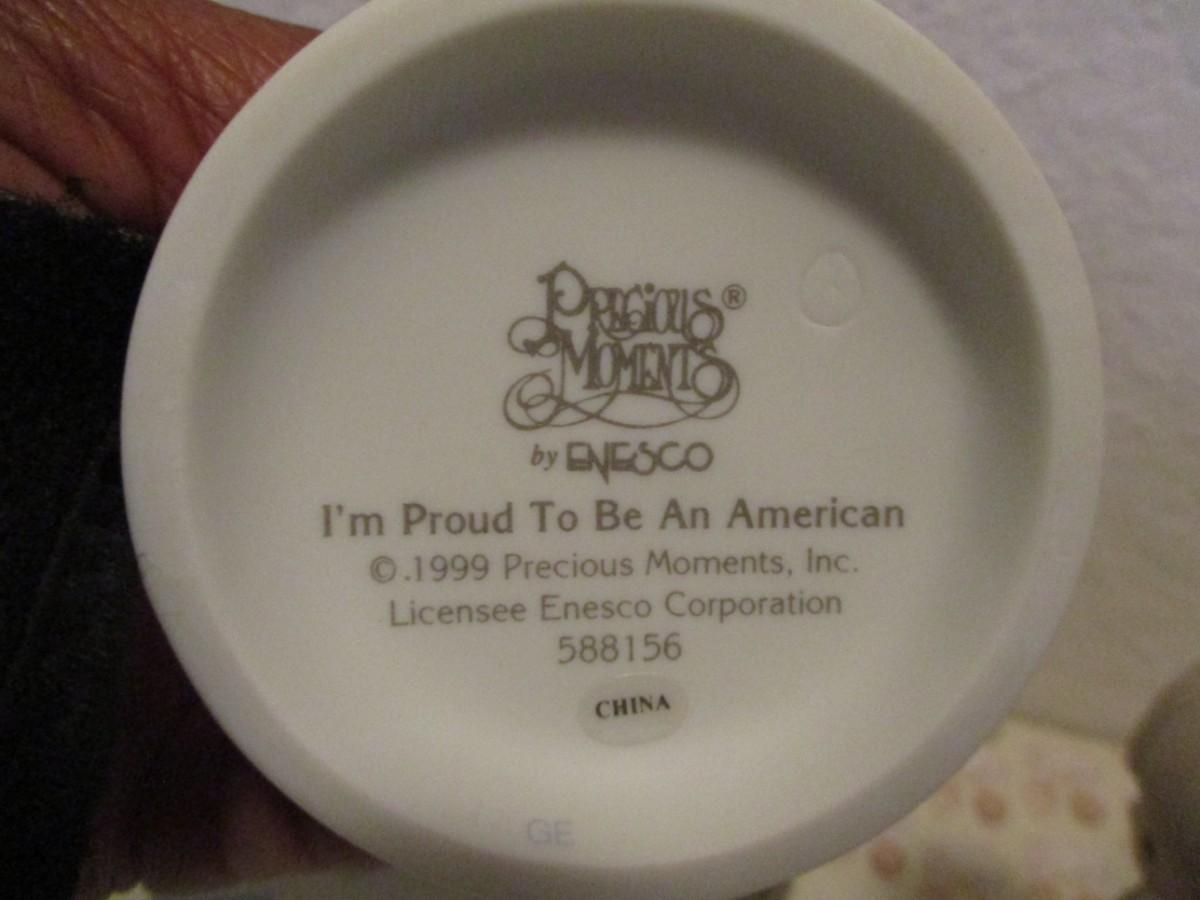 PRECIOUS®
MOMENTS
by ENESCO
I'm Proud To Be An American
© .1999 Precious Moments, Inc.
Licensee Enesco Corporation
588156
CHINA
GE